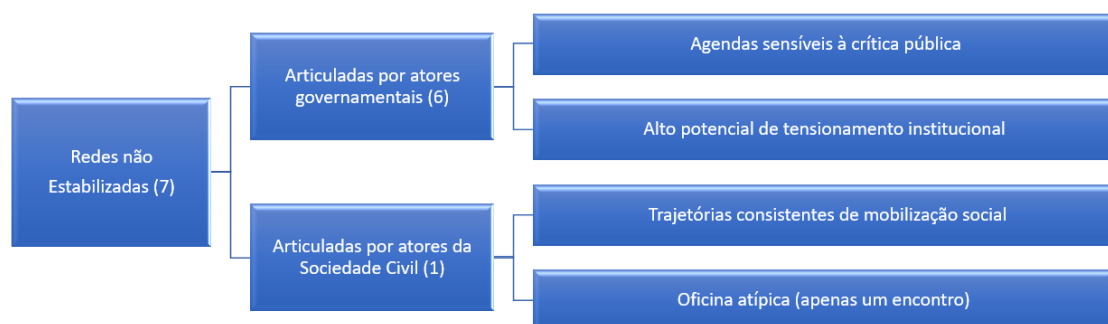 Redes não
Estabilizadas (7)
Articuladas por atores
governamentais (6)
Agendas sensíveis à crítica pública
Alto potencial de tensionamento institucional
Articuladas por atores da
Sociedade Civil (1)
Trajetórias consistentes de mobilização social
Oficina atípica (apenas um encontro)